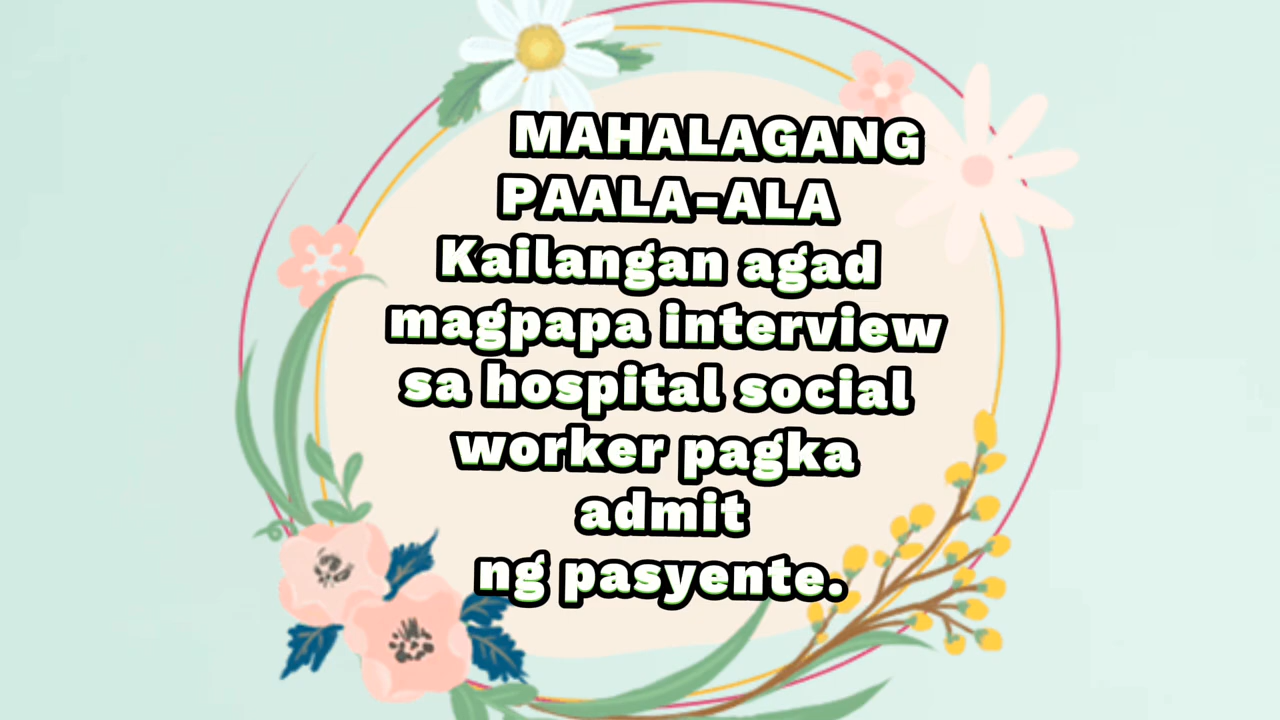 MAHALAGANG
PAALA-ALA
Kailangan agad
magpapa interview
sa hospital social
worker pagka
admit
ng pasyente.